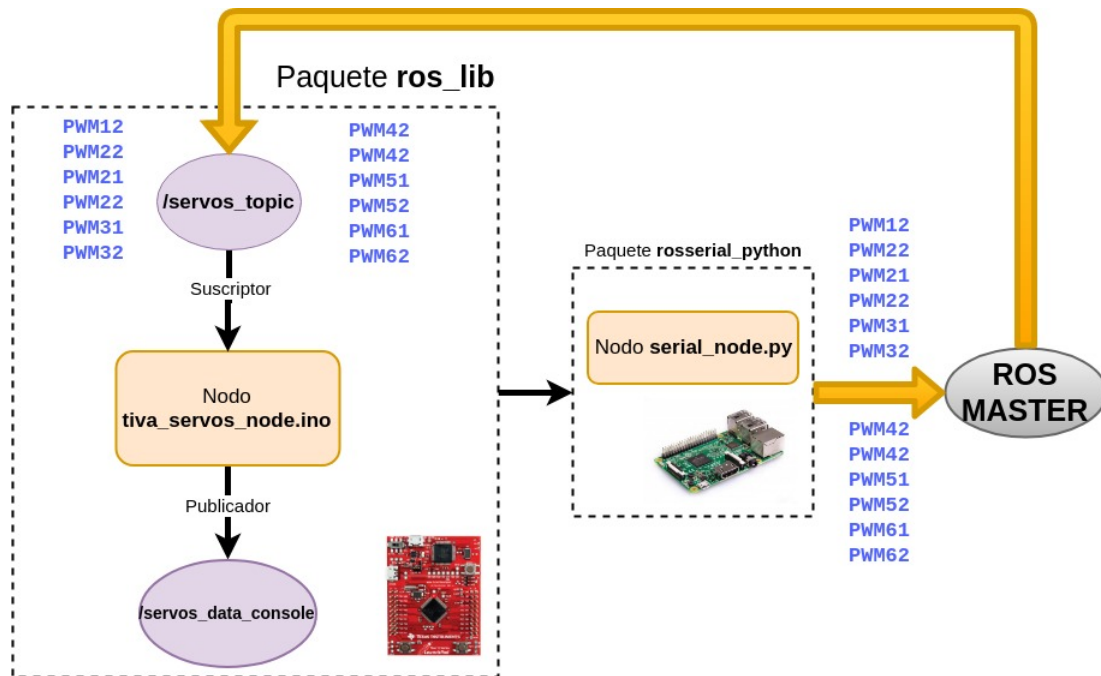 Paquete ros_lib
PWM12
PWM22
PWM21
PWM22
PWM31
PWM32
/servos_topic
PWM42
PWM42
PWM51
PWM52
PWM61
PWM62
Suscriptor
Nodo
tiva_servos_node.ino
Publicador
/servos_data_console
TEXAS INSTRUMENTS
Paquete rosserial_python
Nodo serial_node.py
PWM12
PWM22
PWM21
PWM22
PWM31
PWM32
ROS
MASTER
PWM42
PWM42
PWM51
PWM52
PWM61
PWM62